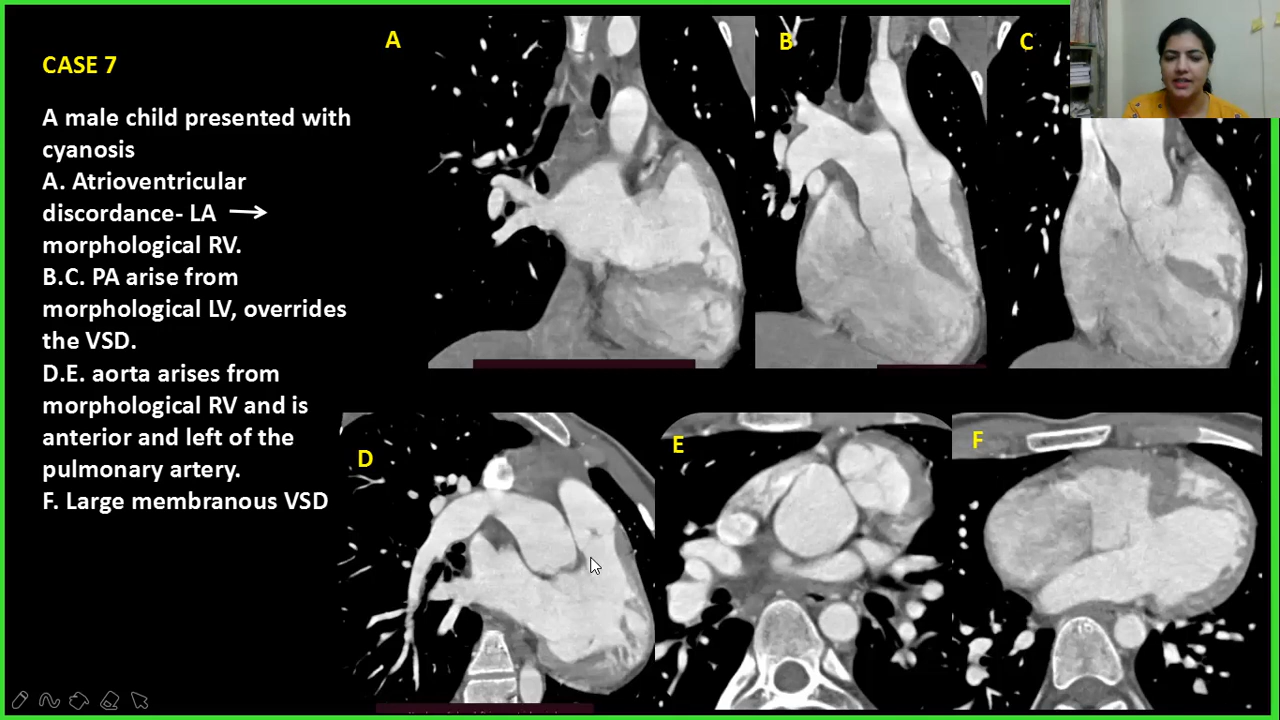 CASE 7
A male child presented with
cyanosis
A. Atrioventricular
discordance- LA → 
morphological RV.
B.C. PA arise from
morphological LV, overrides
the VSD.
D.E. aorta arises from
morphological RV and is
anterior and left of the
pulmonary artery.
F. Large membranous VSD
A
B
C
D
E
F